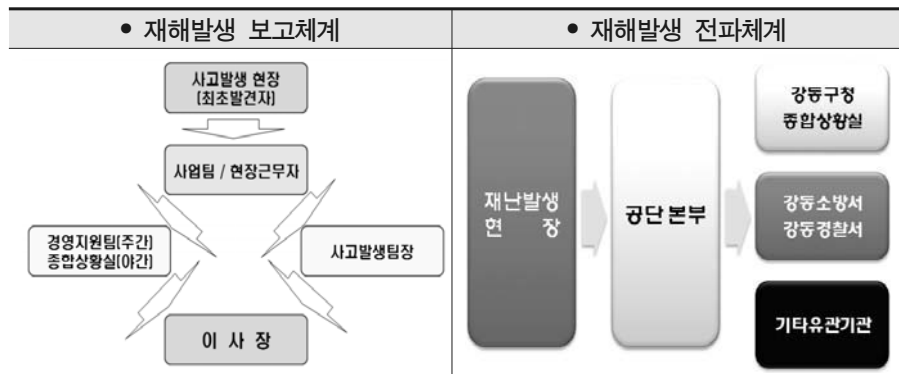 • 재해발생 보고체계
사고발생 현장
[최초발견자]
사업팀 / 현장근무자
경영지원팀[주간]
종합상황실[야간]
사고발생팀장
이 사 장
• 재해발생 전파체계
재난발생
현 장
공단 본부
강동구청
종합상황실
강동소방서
강동경찰서
기타유관기관